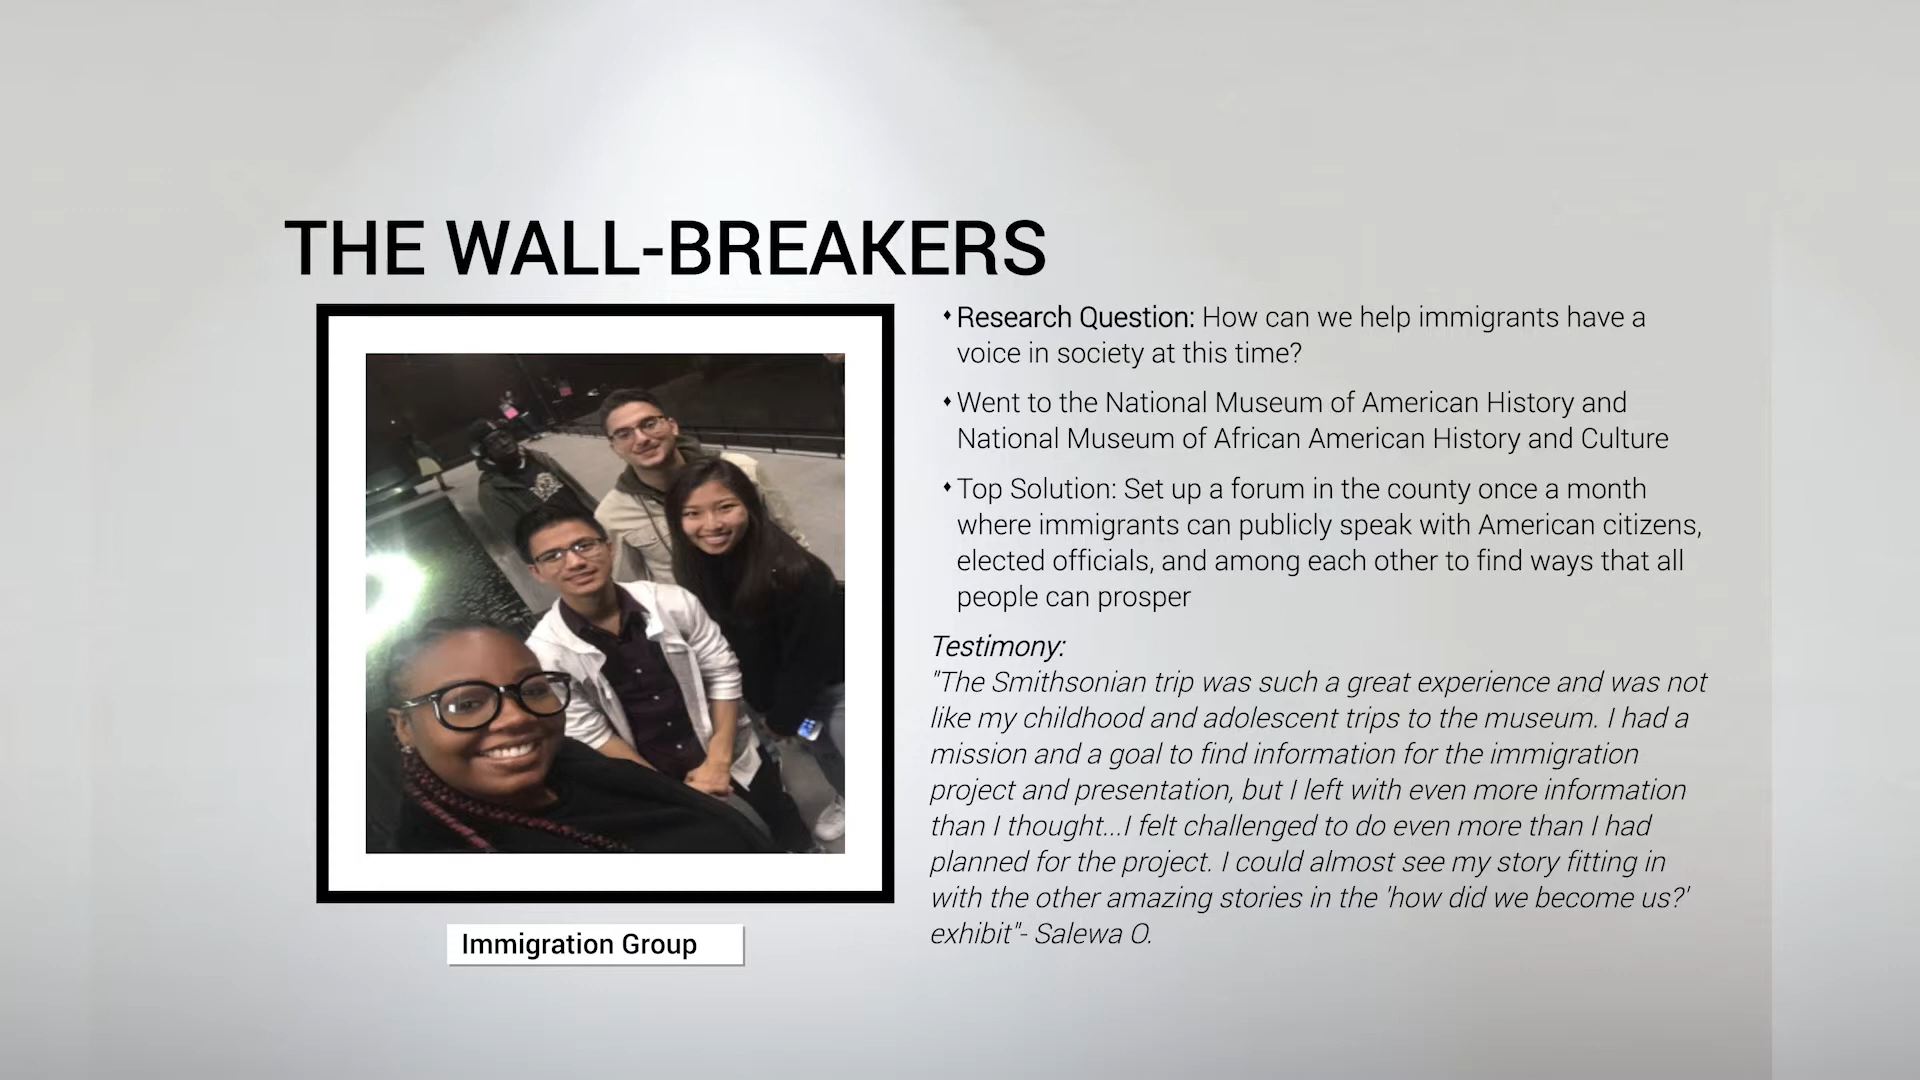 THE WALL-BREAKERS
Research Question: How can we help immigrants have a
voice in society at this time?
Went to the National Museum of American History and
National Museum of African American History and Culture
Top Solution: Set up a forum in the county once a month
where immigrants can publicly speak with American citizens,
elected officials, and among each other to find ways that all
people can prosper
Testimony:
"The Smithsonian trip was such a great experience and was not
like my childhood and adolescent trips to the museum. I had a
mission and a goal to find information for the immigration
project and presentation, but I left with even more information
than I thought...I felt challenged to do even more than I had
planned for the project. I could almost see my story fitting in
with the other amazing stories in the 'how did we become us?'
exhibit"- Salewa O.
Immigration Group